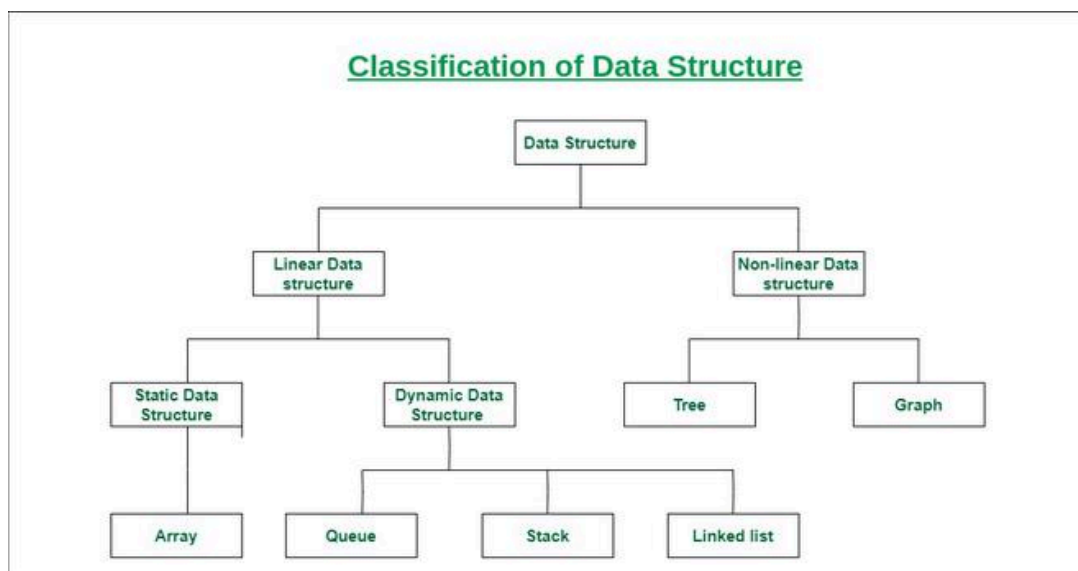 Classification of Data Structure
Data Structure
Linear Data
structure
Non-linear Data
structure
Static Data
Structure
Dynamic Data
Structure
Tree
Graph
Array
Queue
Stack
Linked list